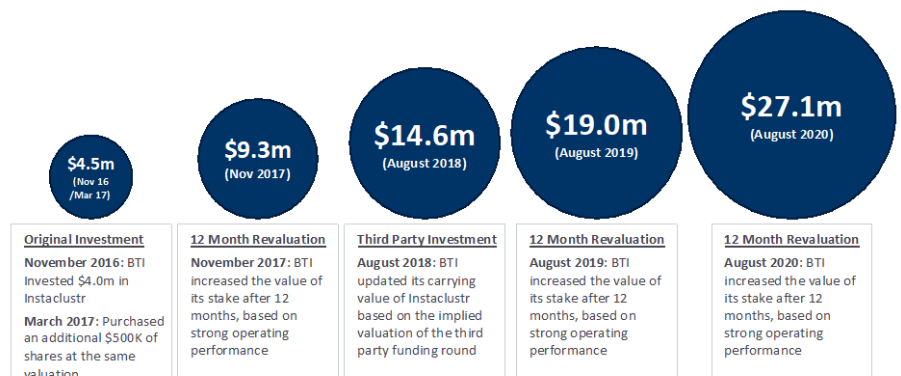 $4.5m
(Nov 16
/Mar 17)
$9.3m
(Nov 2017)
$14.6m
(August 2018)
$19.0m
(August 2019)
$27.1m
(August 2020)
Original Investment
November 2016: BTI
Invested $4.0m in
Instaclustr
March 2017: Purchased
an additional $500K of
shares at the same
valuation
12 Month Revaluation
November 2017: BTI
increased the value of
its stake after 12
months, based on
strong operating
performance
Third Party Investment
August 2018: BTI
updated its carrying
value of Instaclustr
based on the implied
valuation of the third
party funding round
12 Month Revaluation
August 2019: BTI
increased the value of
its stake after 12
months, based on
strong operating
performance
12 Month Revaluation
August 2020: BTI
increased the value of
its stake after 12
months, based on
strong operating
performance